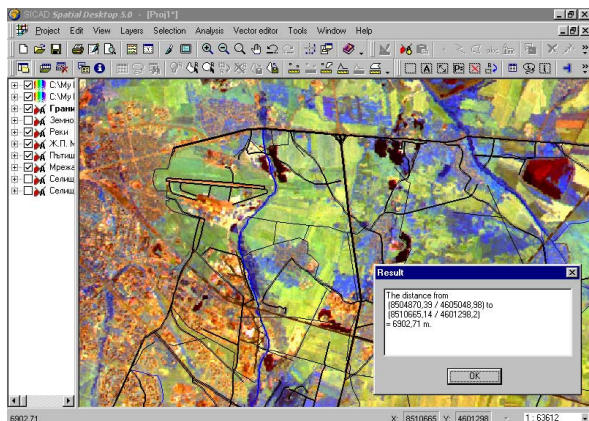 SICAD Spatial Desktop 5.0 - [Proj1*]
Project Edit View Layers Selection Analysis Vector editor Tools Window Help
C:\My
C:\My
Грани
Земно
Реки
Ж.П. М
Пътищ
Мрежа
Селищ
Селищ
Result
The distance from
(8504870,39 / 4605048,98) to
(8510665,14 / 4601298,2)
= 6902,71 m.
OK
6902,71 X: 8510665 Y: 4601298 1 : 63612